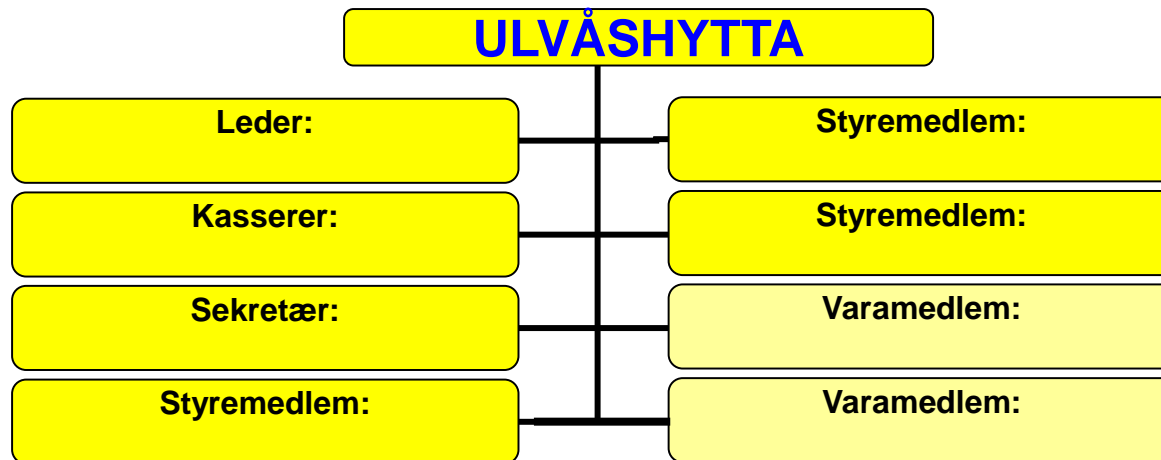 ULVÅSHYTTA
Leder:
Styremedlem:
Kasserer:
Styremedlem:
Sekretær:
Varamedlem:
Styremedlem:
Varamedlem: